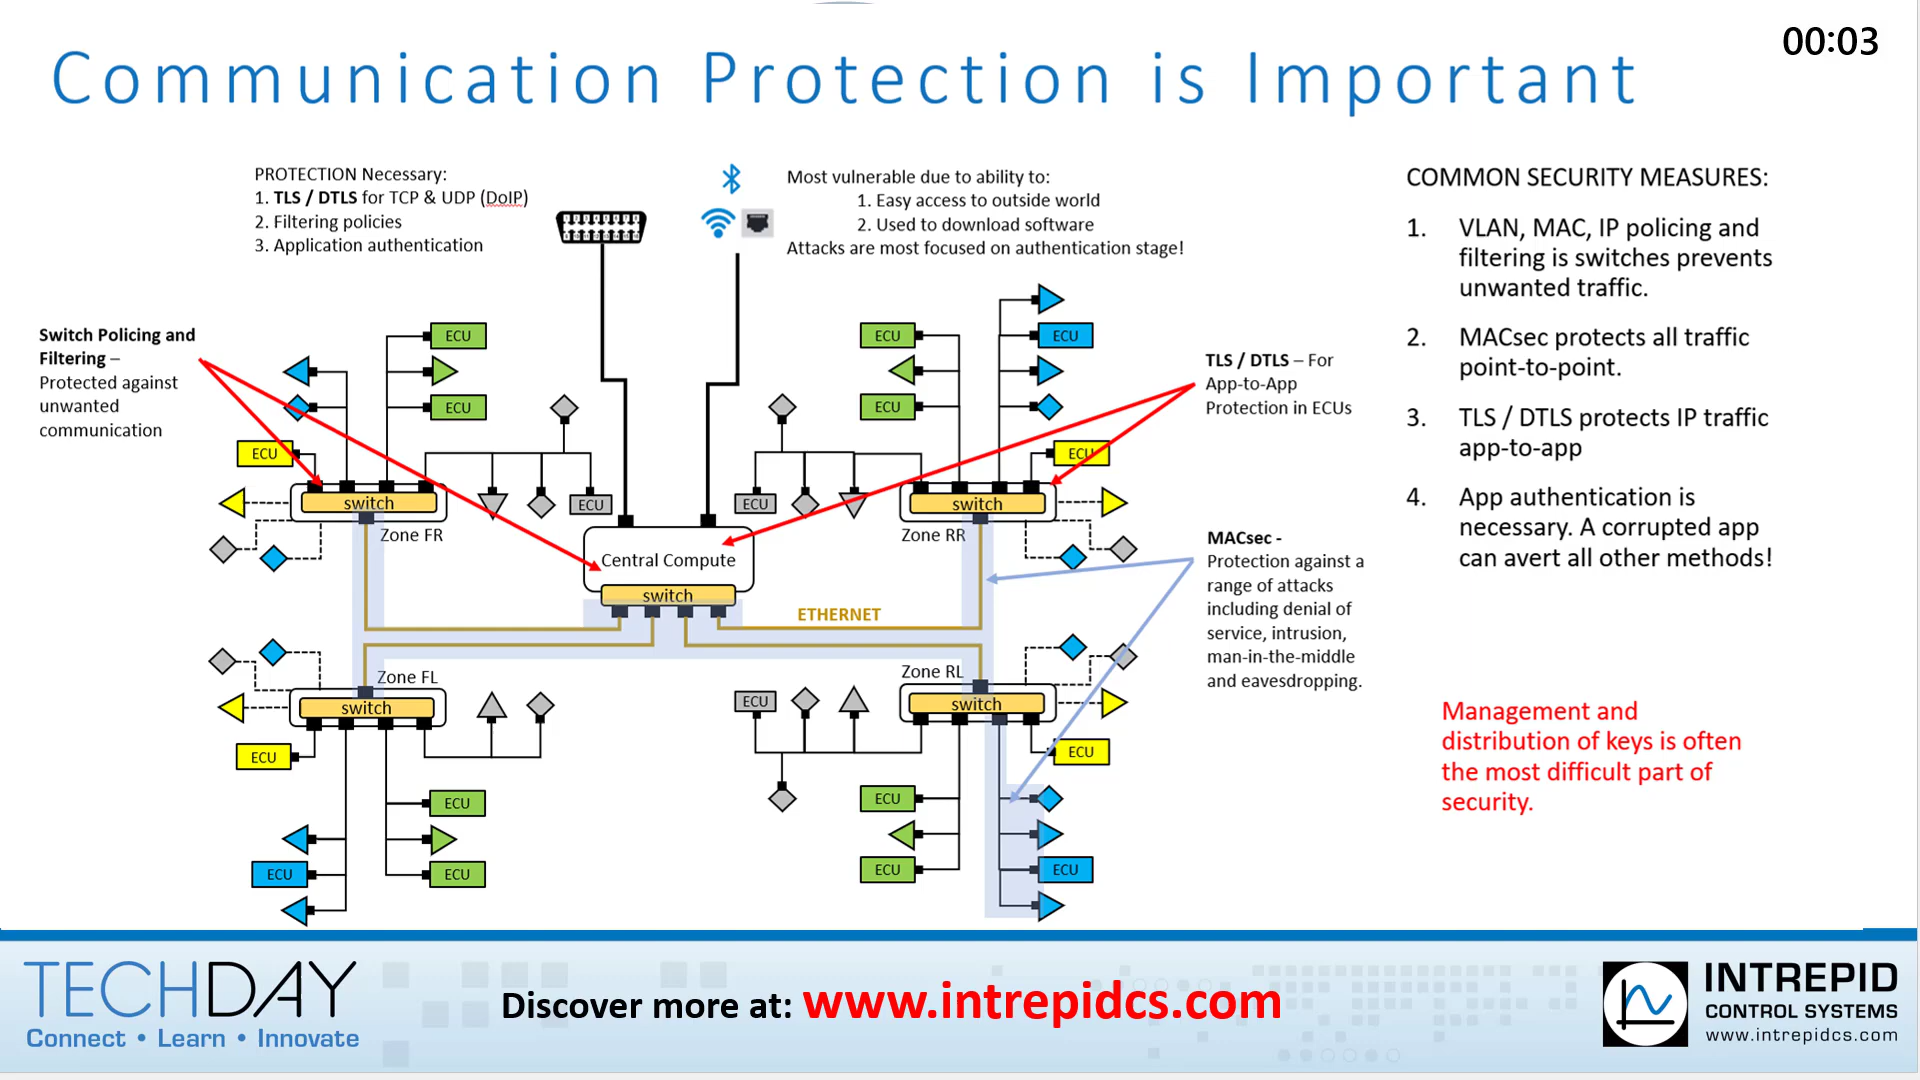 00:03
Communication Protection is Important
PROTECTION Necessary:
1. TLS / DTLS for TCP & UDP (DoIP)
2. Filtering policies
3. Application authentication
Most vulnerable due to ability to:
1. Easy access to outside world
2. Used to download software
Attacks are most focused on authentication stage!
COMMON SECURITY MEASURES:
1. VLAN, MAC, IP policing and
filtering is switches prevents
unwanted traffic.
2. MACsec protects all traffic
point-to-point.
3. TLS / DTLS protects IP traffic
app-to-app
4. App authentication is
necessary. A corrupted app
can avert all other methods!
Management and
distribution of keys is often
the most difficult part of
security.
Switch Policing and
Filtering –
Protected against
unwanted
communication
TLS / DTLS – For
App-to-App
Protection in ECUs
MACsec -
Protection against a
range of attacks
including denial of
service, intrusion,
man-in-the-middle
and eavesdropping.
ECU
ECU
ECU
ECU
switch
Zone FR
ECU
ECU
ECU
ECU
ECU
ECU
switch
Zone RR
Central Compute
switch
ETHERNET
Zone FL
switch
ECU
ECU
ECU
ECU
Zone RL
switch
ECU
ECU
ECU
ECU
ECU
TECHDAY
Connect • Learn • Innovate
Discover more at: www.intrepidcs.com
INTREPID
CONTROL SYSTEMS
www.intrepidcs.com